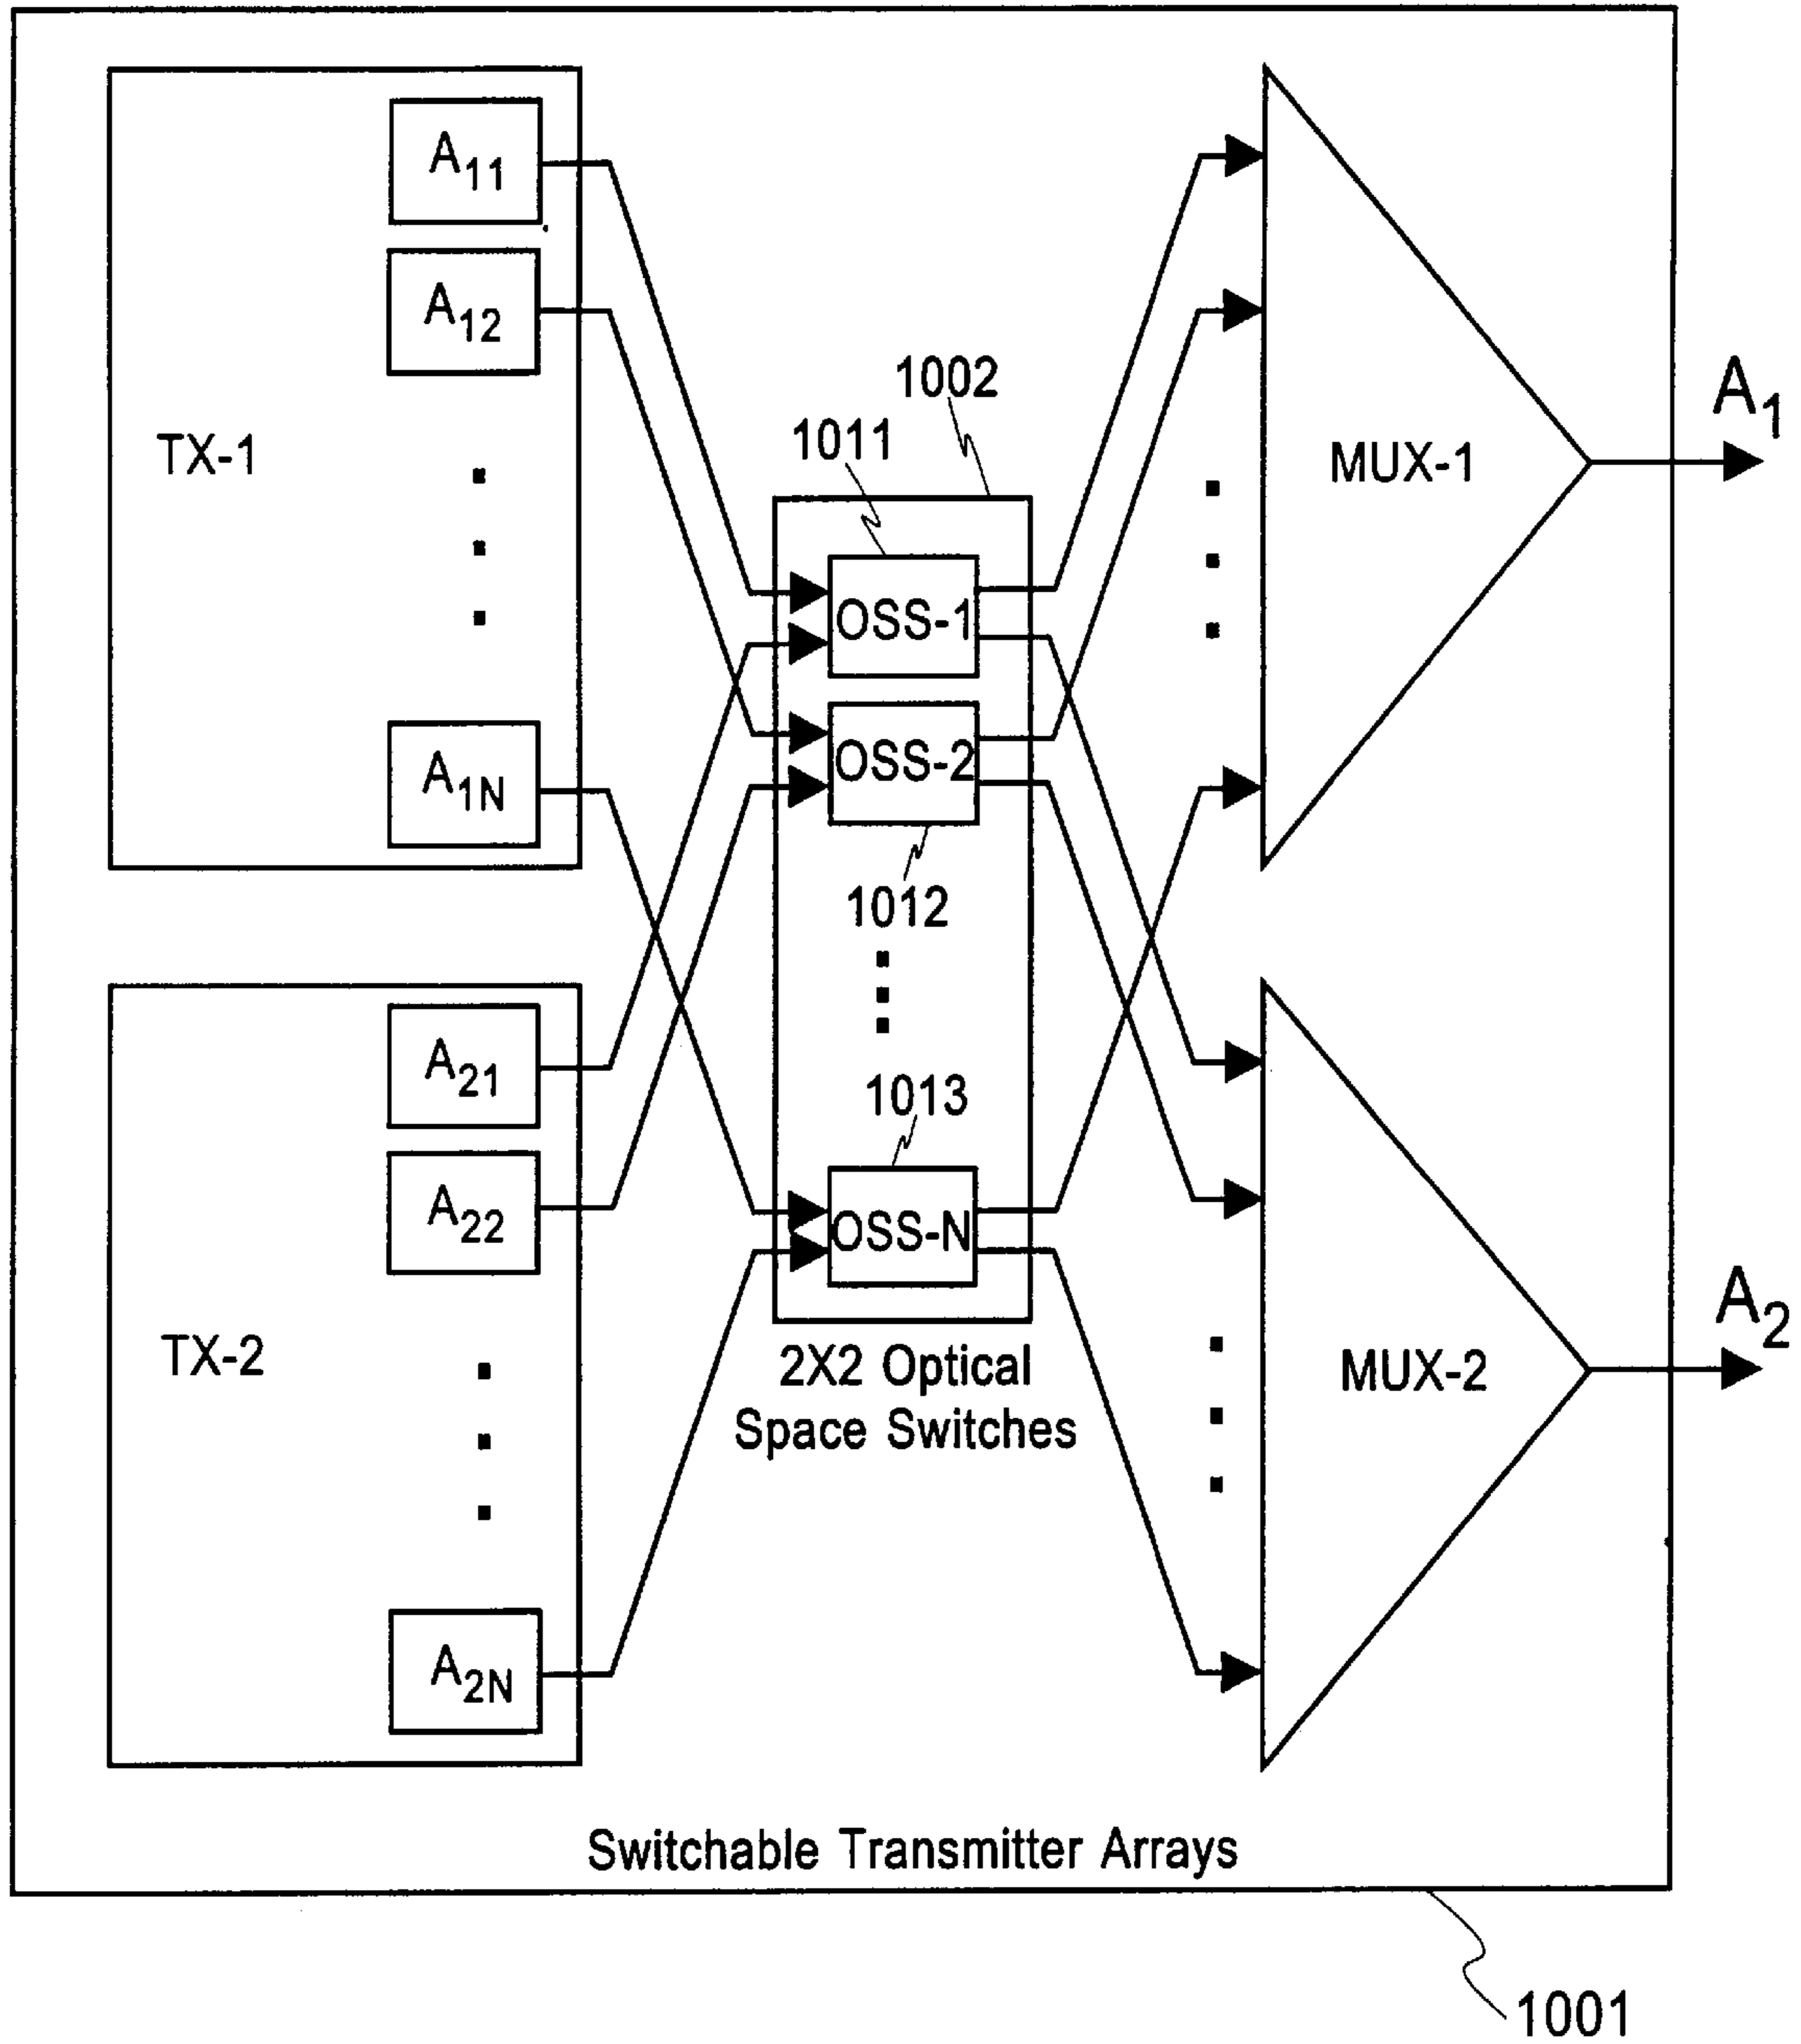 A11
A12
TX-1
A1N
1002
1011
OSS-1
OSS-2
1012
1013
OSS-N
2X2 Optical
Space Switches
MUX-1
A1
A21
A22
TX-2
A2N
MUX-2
A2
Switchable Transmitter Arrays
1001